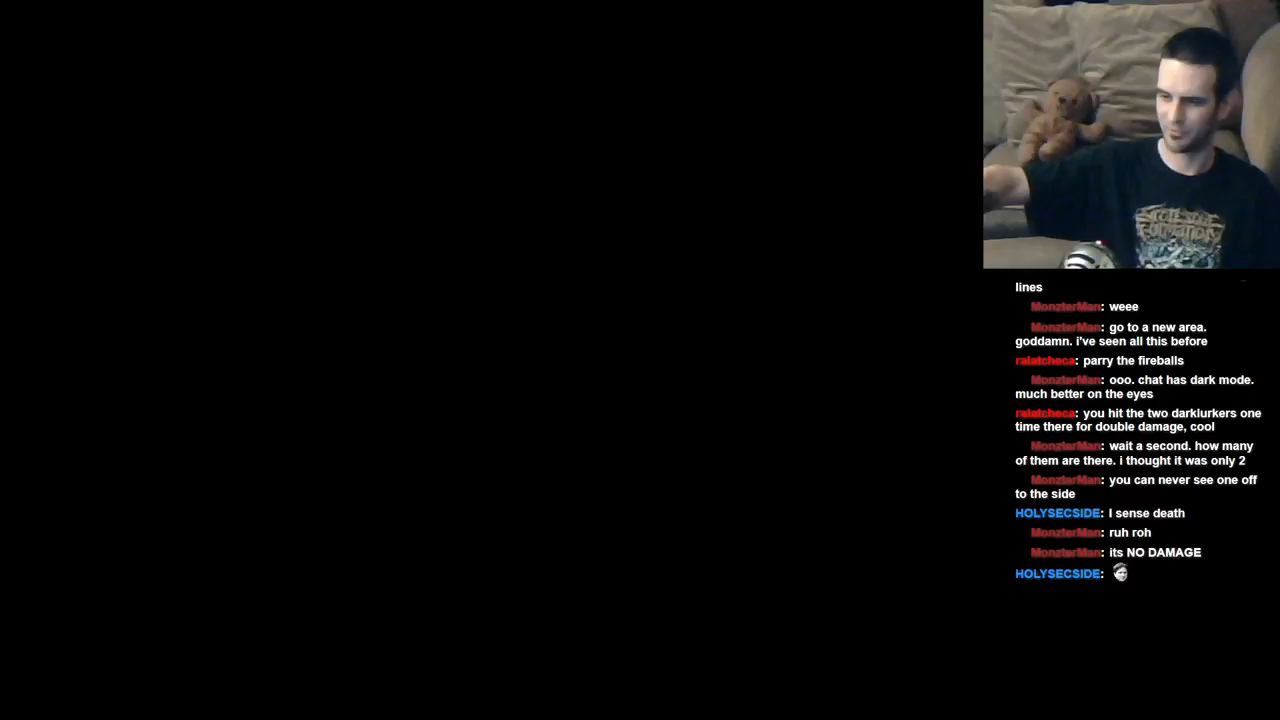 lines
MonzterMan: weee
MonzterMan: go to a new area.
goddamn. i've seen all this before
ralatcheca: parry the fireballs
MonzterMan: ooo. chat has dark mode.
much better on the eyes
ralatcheca: you hit the two darklurkers one
time there for double damage, cool
MonzterMan: wait a second. how many
of them are there. i thought it was only 2
MonzterMan: you can never see one off
to the side
HOLYSECSIDE: I sense death
MonzterMan: ruh roh
MonzterMan: its NO DAMAGE
HOLYSECSIDE: